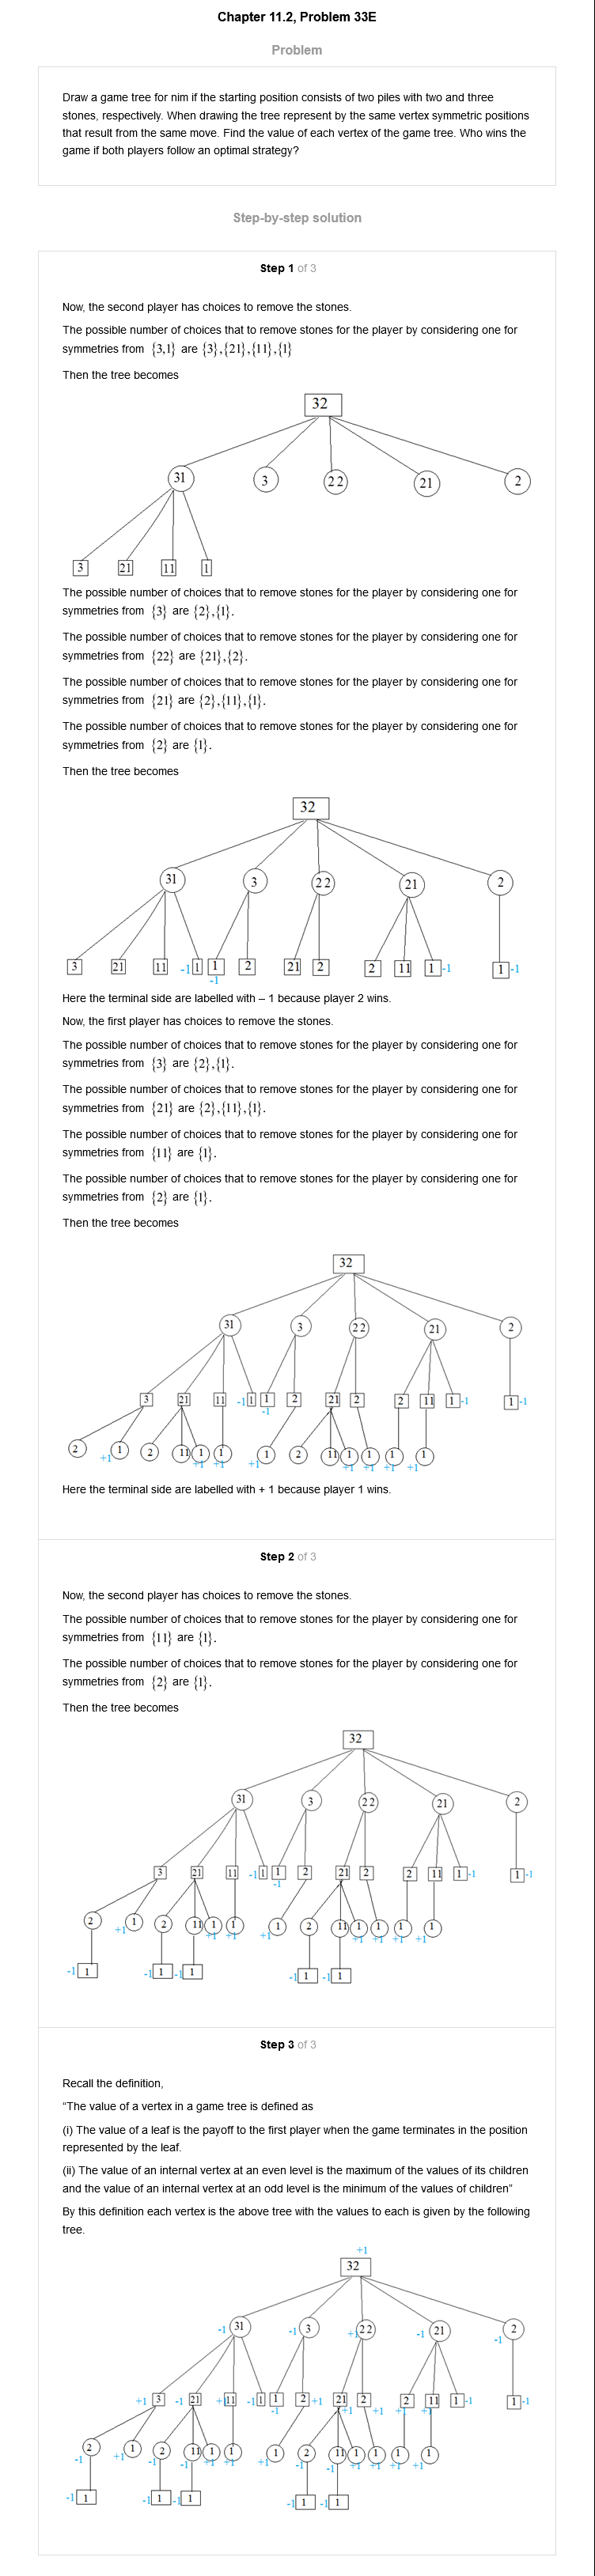 Chapter 11.2, Problem 33E
Problem
Draw a game tree for nim if the starting position consists of two piles with two and three
stones, respectively. When drawing the tree represent by the same vertex symmetric positions
that result from the same move. Find the value of each vertex of the game tree. Who wins the
game if both players follow an optimal strategy?
Step-by-step solution
Step 1 of 3
Now, the second player has choices to remove the stones.
The possible number of choices that to remove stones for the player by considering one for
symmetries from {3,1} are {3},{21},{11},{1}
Then the tree becomes
32
31 3 22 21 2
3 21 11 1
The possible number of choices that to remove stones for the player by considering one for
symmetries from {3} are {2},{1}.
The possible number of choices that to remove stones for the player by considering one for
symmetries from {22} are {21},{2}.
The possible number of choices that to remove stones for the player by considering one for
symmetries from {21} are {2},{11},{1}.
The possible number of choices that to remove stones for the player by considering one for
symmetries from {2} are {1}.
Then the tree becomes
32
31 3 22 21 2
3 21 11 -1 1 1 2 21 2 2 11 1 -1 1 -1
-1
Here the terminal side are labelled with – 1 because player 2 wins.
Now, the first player has choices to remove the stones.
The possible number of choices that to remove stones for the player by considering one for
symmetries from {3} are {2},{1}.
The possible number of choices that to remove stones for the player by considering one for
symmetries from {21} are {2},{11},{1}.
The possible number of choices that to remove stones for the player by considering one for
symmetries from {11} are {1}.
The possible number of choices that to remove stones for the player by considering one for
symmetries from {2} are {1}.
Then the tree becomes
32
31 3 22 21 2
3 21 11 -1 1 1 2 21 2 2 11 1 -1 1 -1
-1
2 1 2 11 1 1 1 2 11 1 1 1 1
+1 +1 +1 +1 +1 +1 +1 +1
Here the terminal side are labelled with + 1 because player 1 wins.
Step 2 of 3
Now, the second player has choices to remove the stones.
The possible number of choices that to remove stones for the player by considering one for
symmetries from {11} are {1}.
The possible number of choices that to remove stones for the player by considering one for
symmetries from {2} are {1}.
Then the tree becomes
32
31 3 22 21 2
3 21 11 -1 1 1 2 21 2 2 11 1 -1 1 -1
-1
2 1 2 11 1 1 1 2 11 1 1 1 1
+1 +1 +1 +1 +1 +1 +1 +1
-1 1 -1 1 -1 1 -1 1 -1 1
Step 3 of 3
Recall the definition,
“The value of a vertex in a game tree is defined as
(i) The value of a leaf is the payoff to the first player when the game terminates in the position
represented by the leaf.
(ii) The value of an internal vertex at an even level is the maximum of the values of its children
and the value of an internal vertex at an odd level is the minimum of the values of children”
By this definition each vertex is the above tree with the values to each is given by the following
tree.
+1
32
-1 31 -1 3 +1 22 -1 21 -1 2
+1 3 -1 21 +1 11 -1 1 1 2 +1 21 2 2 11 1 -1 1 -1
-1 +1 +1 +1 +1
2 1 2 11 1 1 1 2 11 1 1 1 1
-1 +1 -1 -1 +1 +1 +1 -1 -1 +1 +1 +1 +1
-1 1 -1 1 -1 1 -1 1 -1 1